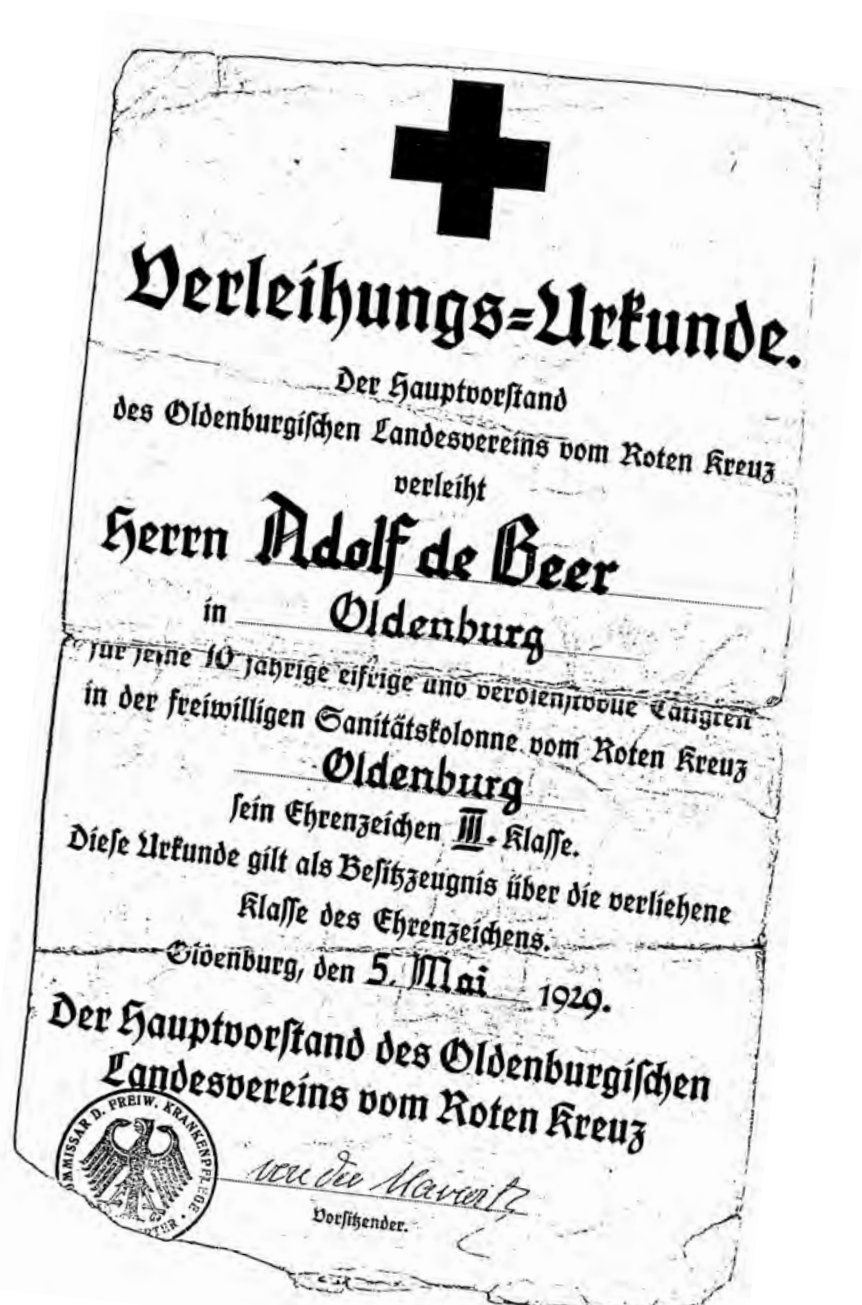 Verleihungs=Urkunde.
Der Hauptvorstand
des Oldenburgischen Landesvereins vom Roten Kreuz
verleiht
Herrn Adolf de Beer
in Oldenburg
für seine 10 jährige eifrige und verdienstvolle Tätigkeit
in der freiwilligen Sanitätskolonne vom Roten Kreuz
Oldenburg
sein Ehrenzeichen III. Klasse.
Diese Urkunde gilt als Besitzzeugnis über die verliehene
Klasse des Ehrenzeichens.
Oldenburg, den 5. Mai 1929.
Der Hauptvorstand des Oldenburgischen
Landesvereins vom Roten Kreuz
D. FREIW. KRANKENPFLEGE
von der Marwitz
Vorsitzender.